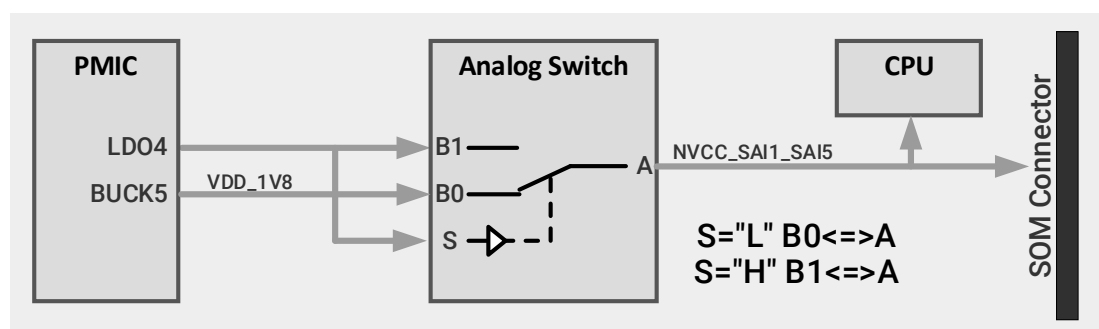 PMIC
LDO4
BUCK5
VDD_1V8
Analog Switch
B1
B0
S
A
NVCC_SAI1_SAI5
CPU
SOM Connector
S="L" B0<=>A
S="H" B1<=>A